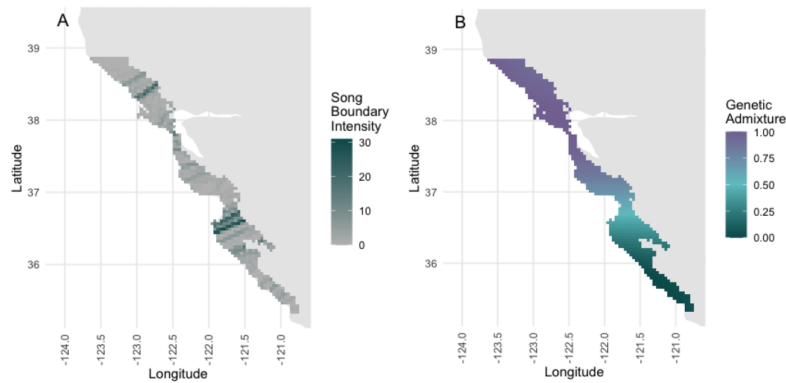 A
39
38
37
36
Latitude
-124.0
-123.5
-123.0
-122.5
-122.0
-121.5
-121.0
Longitude
Song
Boundary
Intensity
30
20
10
0
B
39
38
37
36
Latitude
-124.0
-123.5
-123.0
-122.5
-122.0
-121.5
-121.0
Longitude
Genetic
Admixture
1.00
0.75
0.50
0.25
0.00